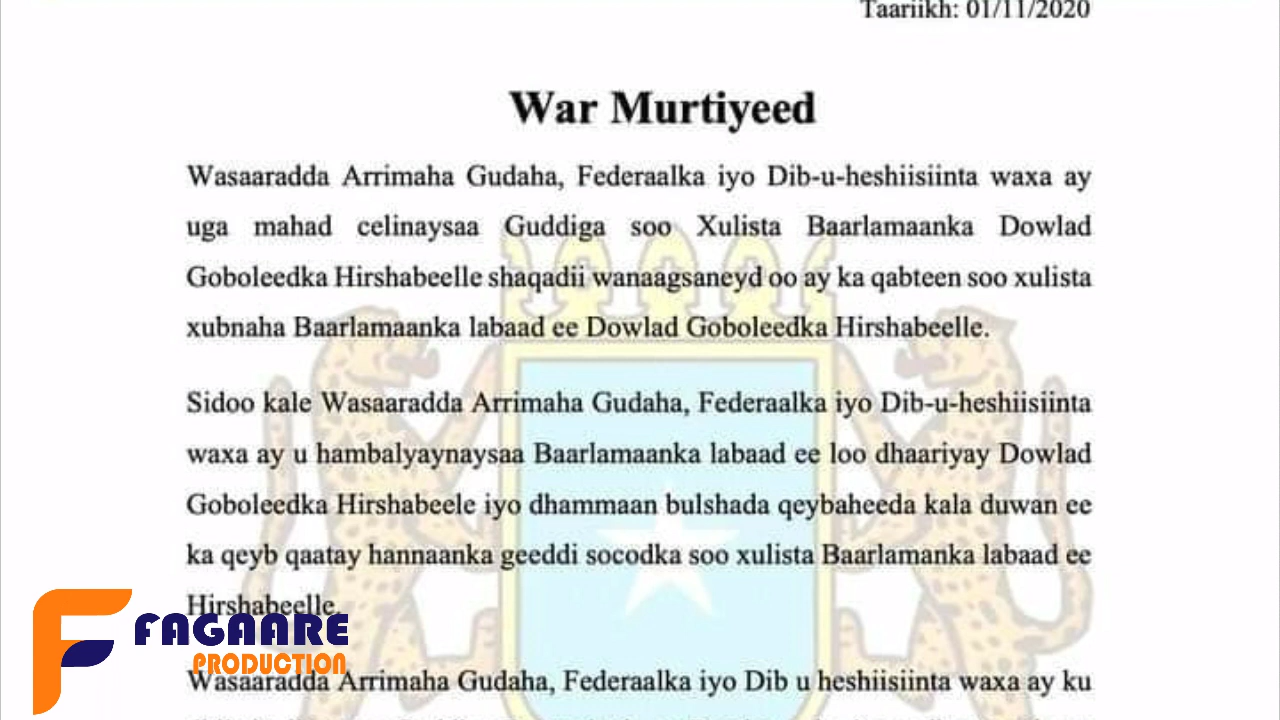 Taariikh: 01/11/2020
War Murtiyeed
Wasaaradda Arrimaha Gudaha, Federaalka iyo Dib-u-heshiisiinta waxa ay
uga mahad celinaysaa Guddiga soo Xulista Baarlamaanka Dowlad
Goboleedka Hirshabeelle shaqadii wanaagsaneyd oo ay ka qabteen soo xulista
xubnaha Baarlamaanka labaad ee Dowlad Goboleedka Hirshabeelle.
Sidoo kale Wasaaradda Arrimaha Gudaha, Federaalka iyo Dib-u-heshiisiinta
waxa ay u hambalyaynaysaa Baarlamaanka labaad ee loo dhaariyay Dowlad
Goboleedka Hirshabeele iyo dhammaan bulshada qeybaheeda kala duwan ee
ka qeyb qaatay hannaanka geeddi socodka soo xulista Baarlamanka labaad ee
Hirshabeelle.
FAGAARE
PRODUCTION
Wasaaradda Arrimaha Gudaha, Federaalka iyo Dib u heshiisiinta waxa ay ku